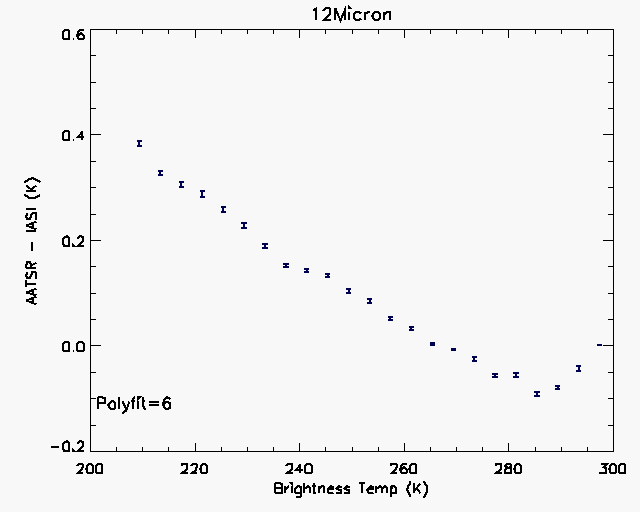 12Micron
0.6
0.4
0.2
0.0
-0.2
AATSR - IASI (K)
Polyfit=6
200 220 240 260 280 300
Brightness Temp (K)